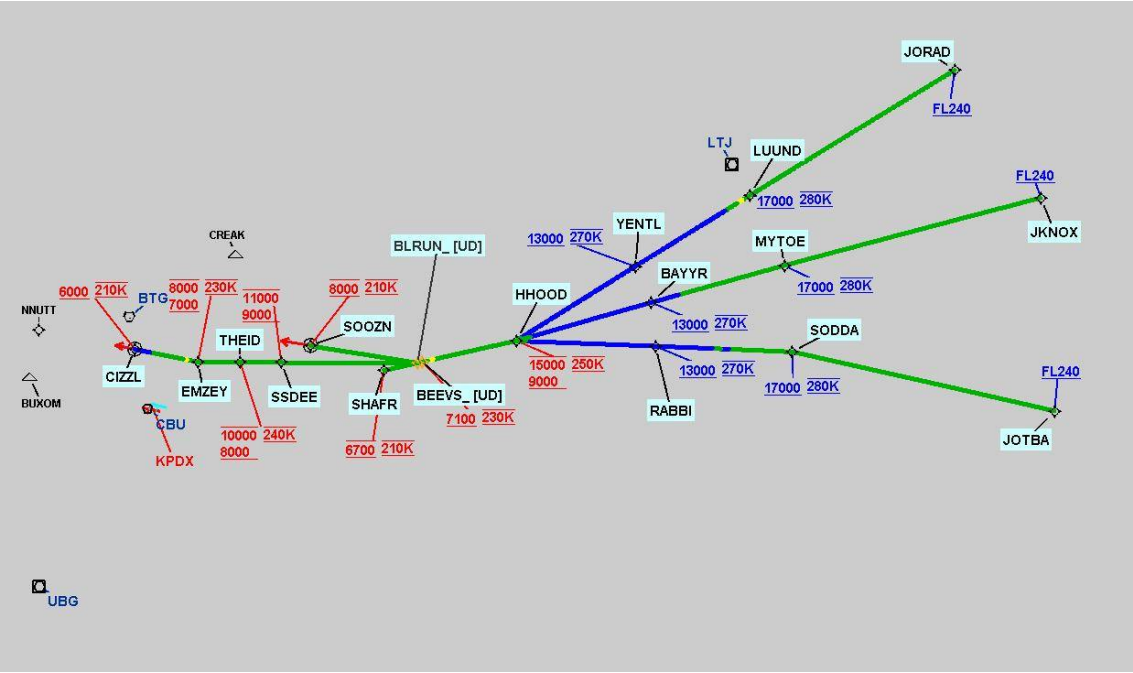 JORAD
FL240
LTJ
LUUND
17000 280K
FL240
JKNOX
YENTL
13000 270K
MYTOE
17000 280K
CREAK
BLRUN_ [UD]
BAYYR
13000 270K
6000 210K
BTG
8000 230K
7000
11000
9000
8000 210K
HHOOD
NNUTT
THEID
SOOZN
SODDA
15000 250K
9000
13000 270K
17000 280K
CIZZL
EMZEY
SSDEE
SHAFR
BEEVS_ [UD]
7100 230K
RABBI
FL240
BUXOM
CBU
10000 240K
8000
6700 210K
JOTBA
KPDX
UBG